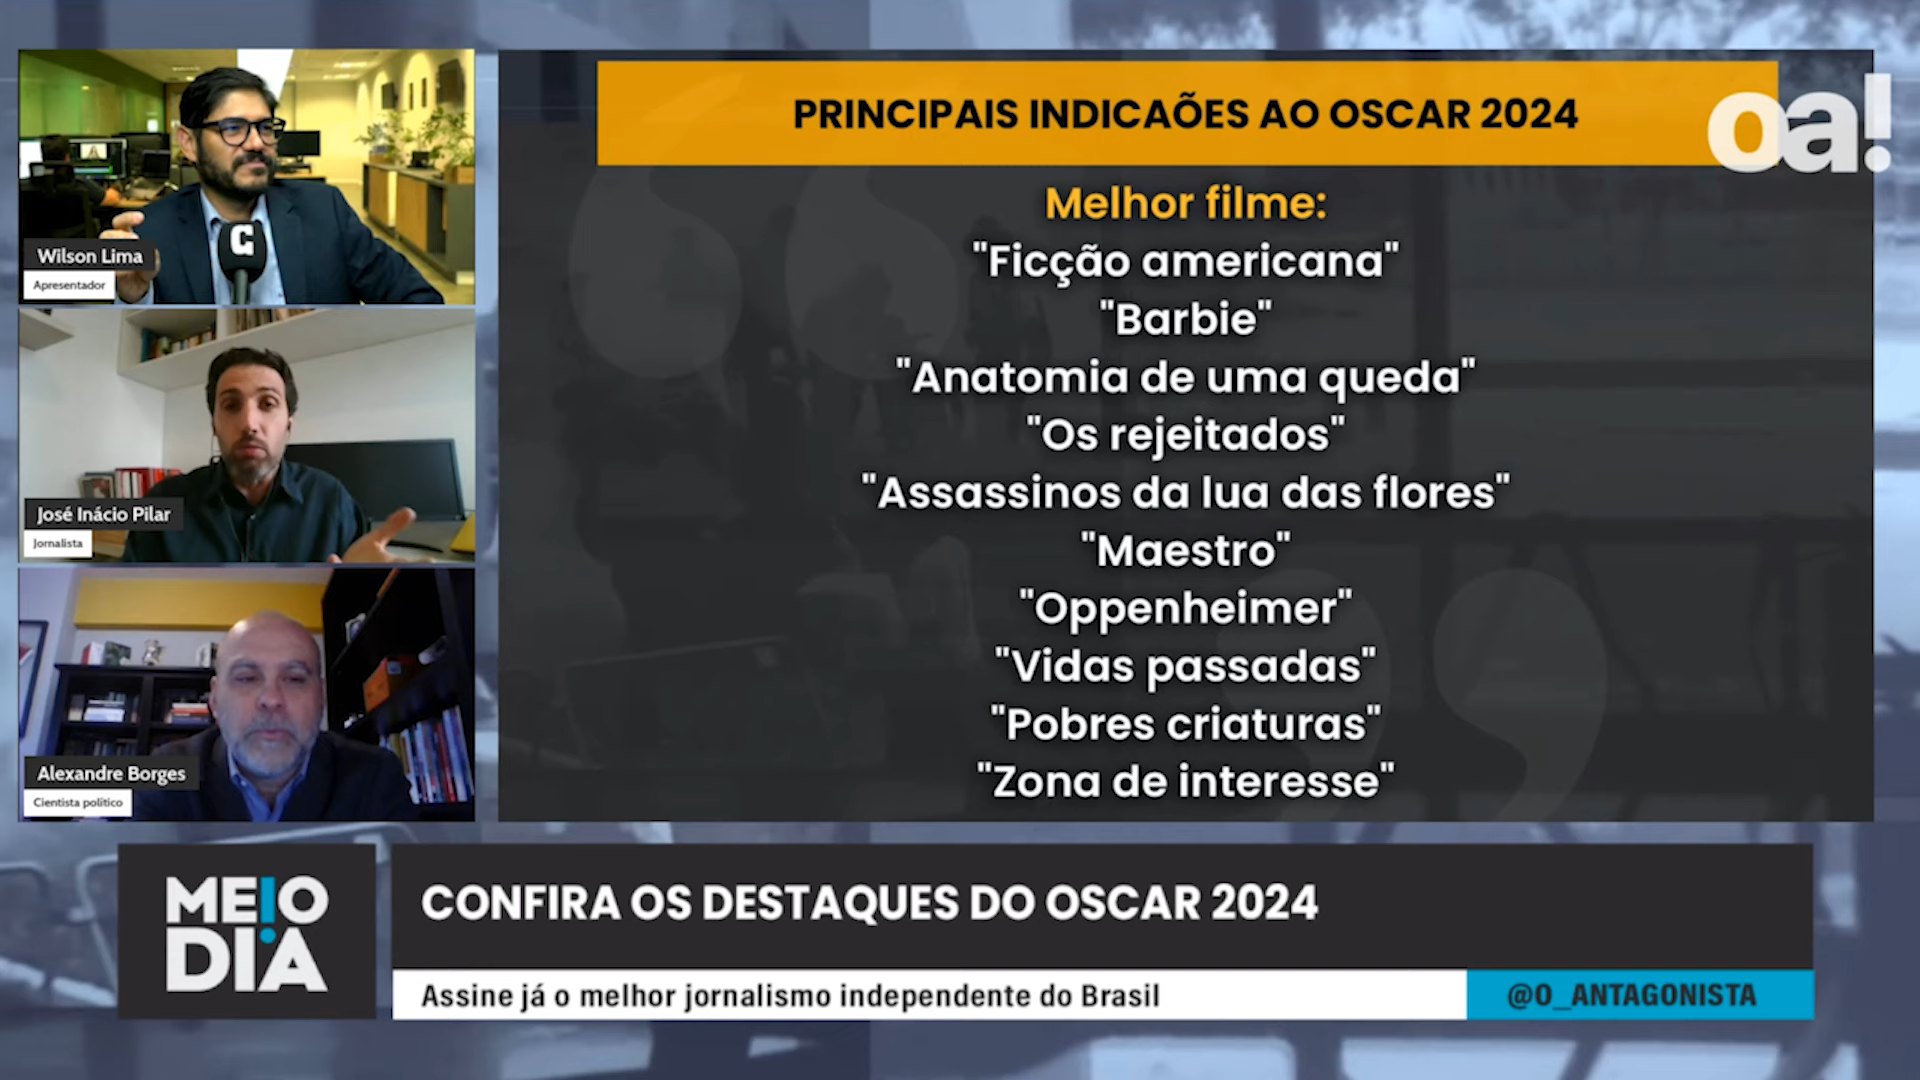 PRINCIPAIS INDICAÕES AO OSCAR 2024
oa!
Melhor filme:
"Ficção americana"
"Barbie"
"Anatomia de uma queda"
"Os rejeitados"
"Assassinos da lua das flores"
"Maestro"
"Oppenheimer"
"Vidas passadas"
"Pobres criaturas"
"Zona de interesse"
G
Wilson Lima
Apresentador
José Inácio Pilar
Jornalista
Alexandre Borges
Cientista político
MEIO
DIA
CONFIRA OS DESTAQUES DO OSCAR 2024
Assine já o melhor jornalismo independente do Brasil
@O_ANTAGONISTA